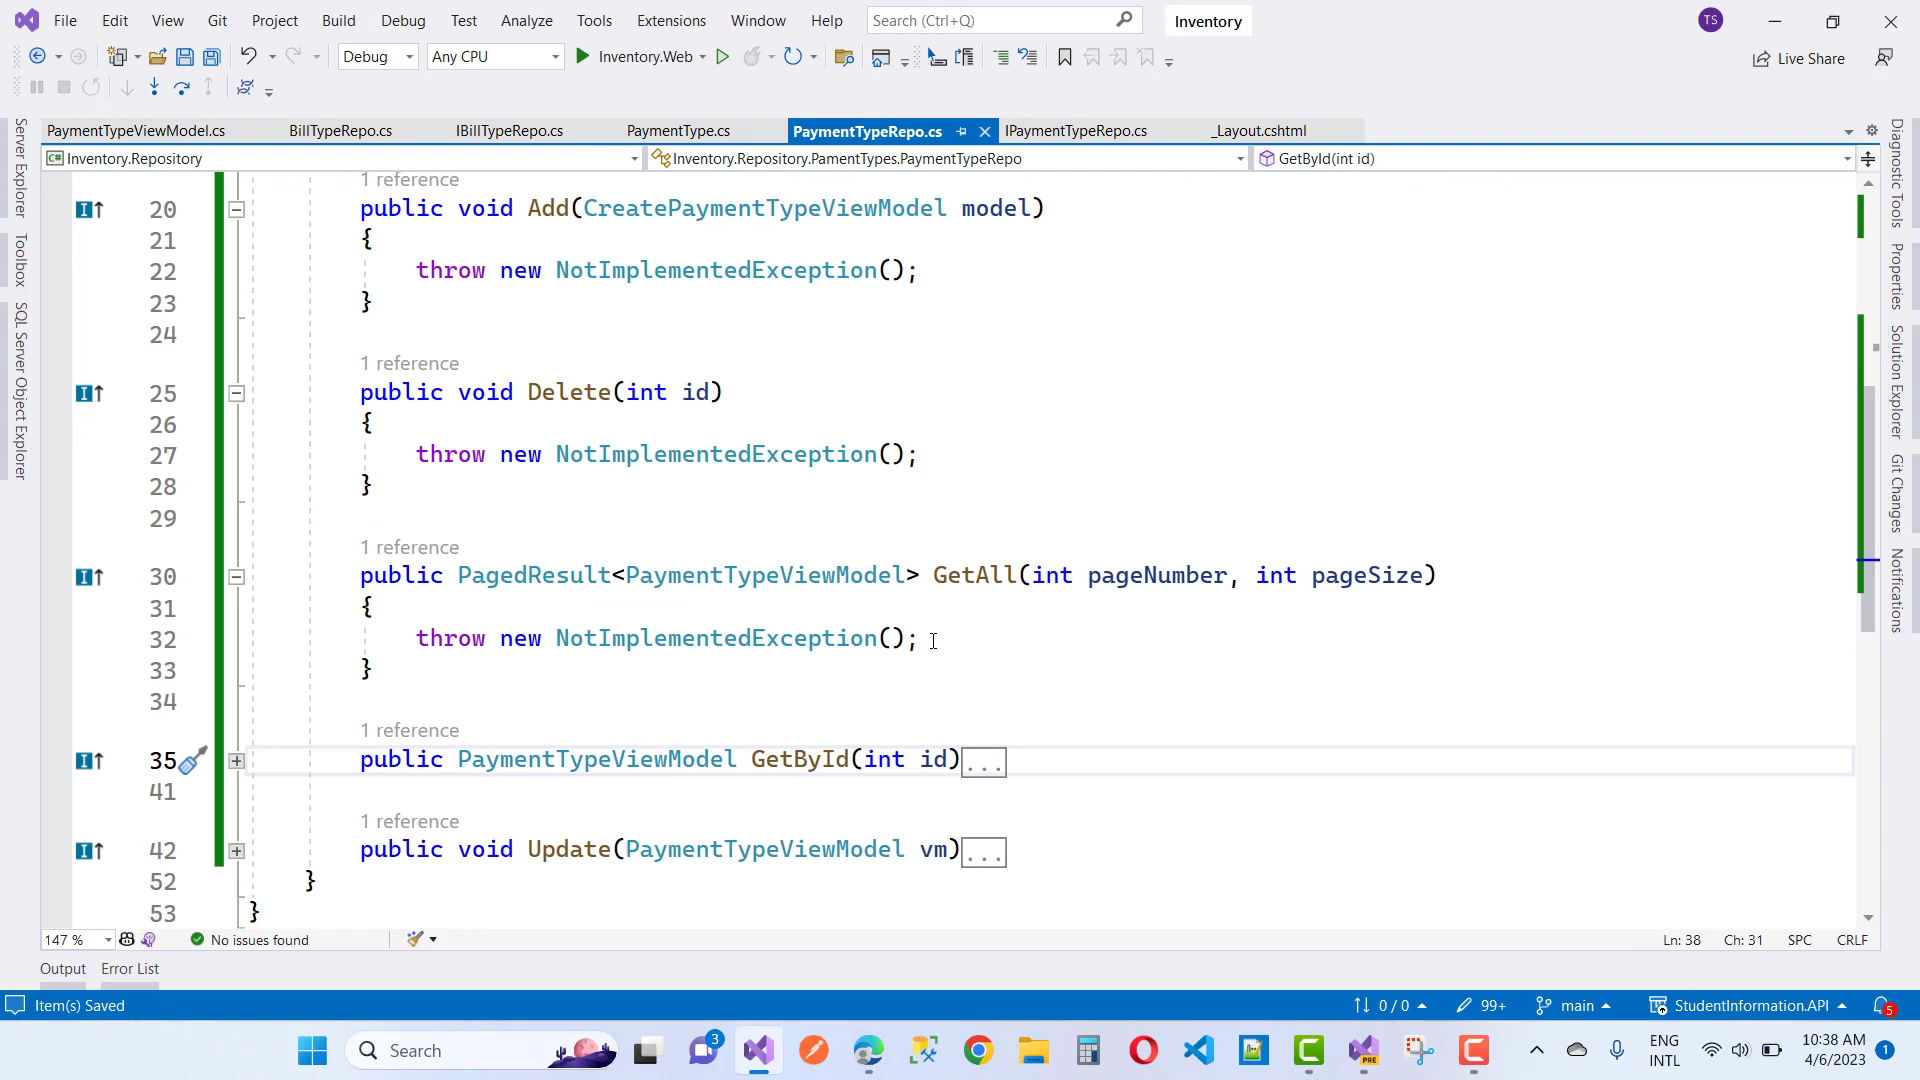 File Edit View Git Project Build Debug Test Analyze Tools Extensions Window Help Search (Ctrl+Q) Inventory TS
Debug Any CPU Inventory.Web Live Share
PaymentTypeViewModel.cs BillTypeRepo.cs IBillTypeRepo.cs PaymentType.cs PaymentTypeRepo.cs IPaymentTypeRepo.cs _Layout.cshtml
C# Inventory.Repository Inventory.Repository.PamentTypes.PaymentTypeRepo GetById(int id)
1 reference
20 public void Add(CreatePaymentTypeViewModel model)
21 {
22 throw new NotImplementedException();
23 }
24
1 reference
25 public void Delete(int id)
26 {
27 throw new NotImplementedException();
28 }
29
1 reference
30 public PagedResult<PaymentTypeViewModel> GetAll(int pageNumber, int pageSize)
31 {
32 throw new NotImplementedException();
33 }
34
1 reference
35 public PaymentTypeViewModel GetById(int id)...
41
1 reference
42 public void Update(PaymentTypeViewModel vm)...
52 }
53 }
Server Explorer
Toolbox
SQL Server Object Explorer
Diagnostic Tools
Properties
Solution Explorer
Git Changes
Notifications
147 % No issues found Ln: 38 Ch: 31 SPC CRLF
Output Error List
Item(s) Saved 0 / 0 99+ main StudentInformation.API 5
Search 3 PRE ENG INTL 10:38 AM 4/6/2023 1